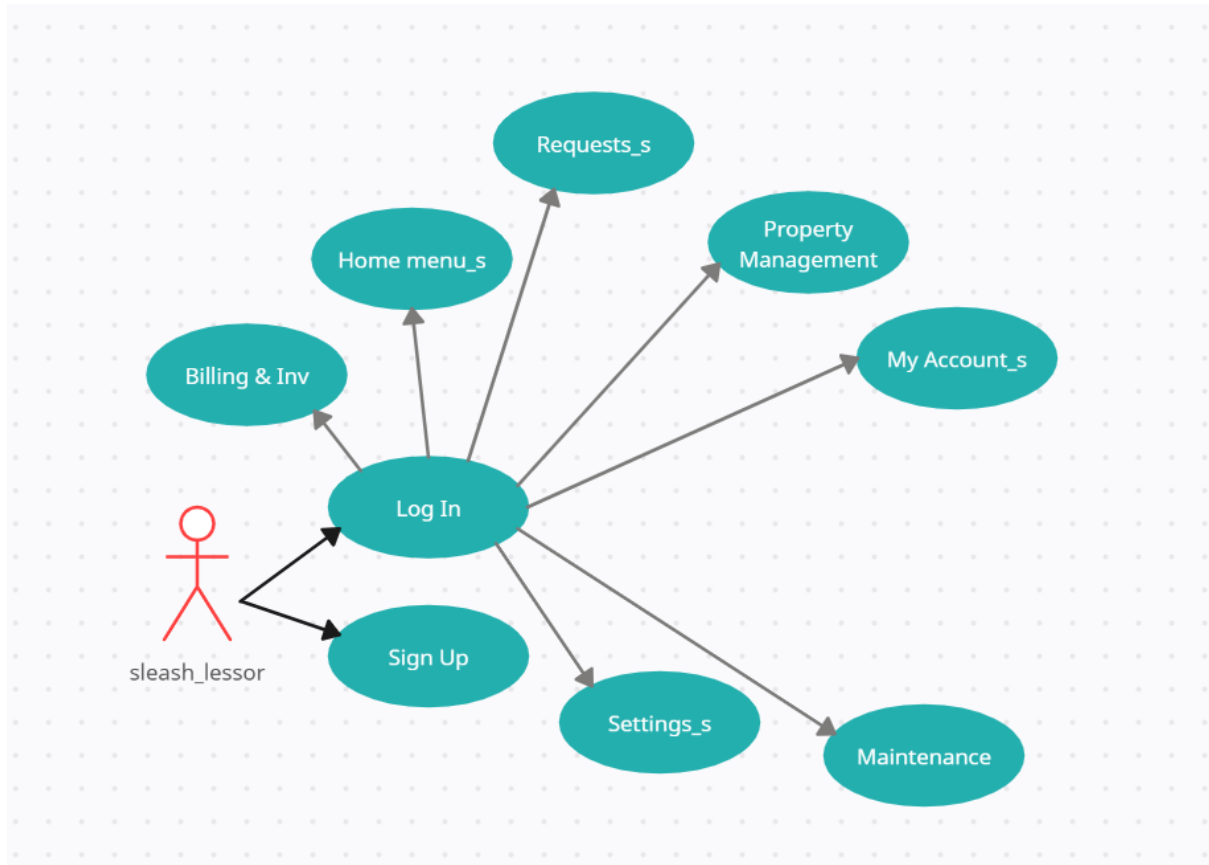 Requests_s
Property
Management
Home menu_s
My Account_s
Billing & Inv
Log In
Sign Up
sleash_lessor
Settings_s
Maintenance